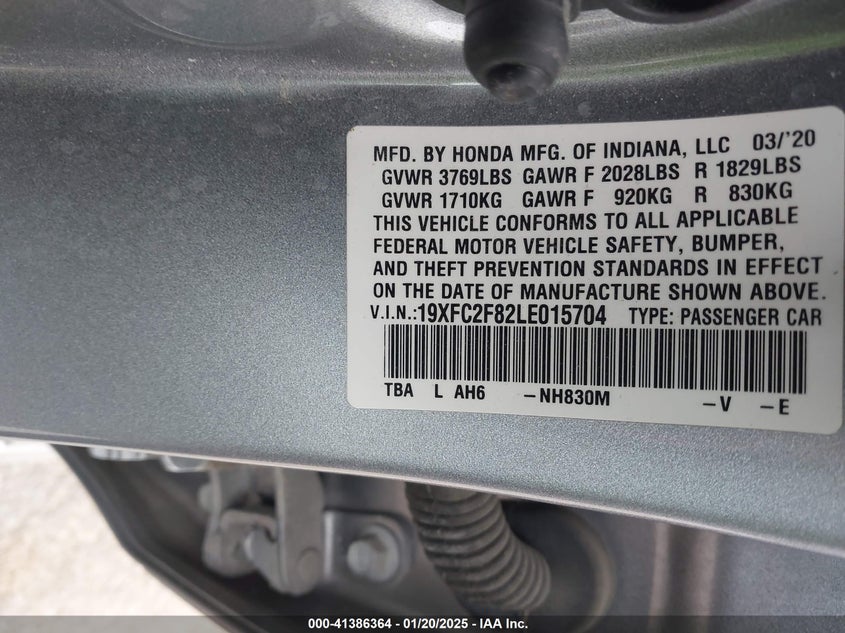 MFD. BY HONDA MFG. OF INDIANA, LLC 03/'20
GVWR 3769LBS GAWR F 2028LBS R 1829LBS
GVWR 1710KG GAWR F 920KG R 830KG
THIS VEHICLE CONFORMS TO ALL APPLICABLE
FEDERAL MOTOR VEHICLE SAFETY, BUMPER,
AND THEFT PREVENTION STANDARDS IN EFFECT
ON THE DATE OF MANUFACTURE SHOWN ABOVE.
V.I.N.:19XFC2F82LE015704 TYPE: PASSENGER CAR
TBA L AH6 -NH830M -V -E
000-41386364 - 01/20/2025 - IAA Inc.